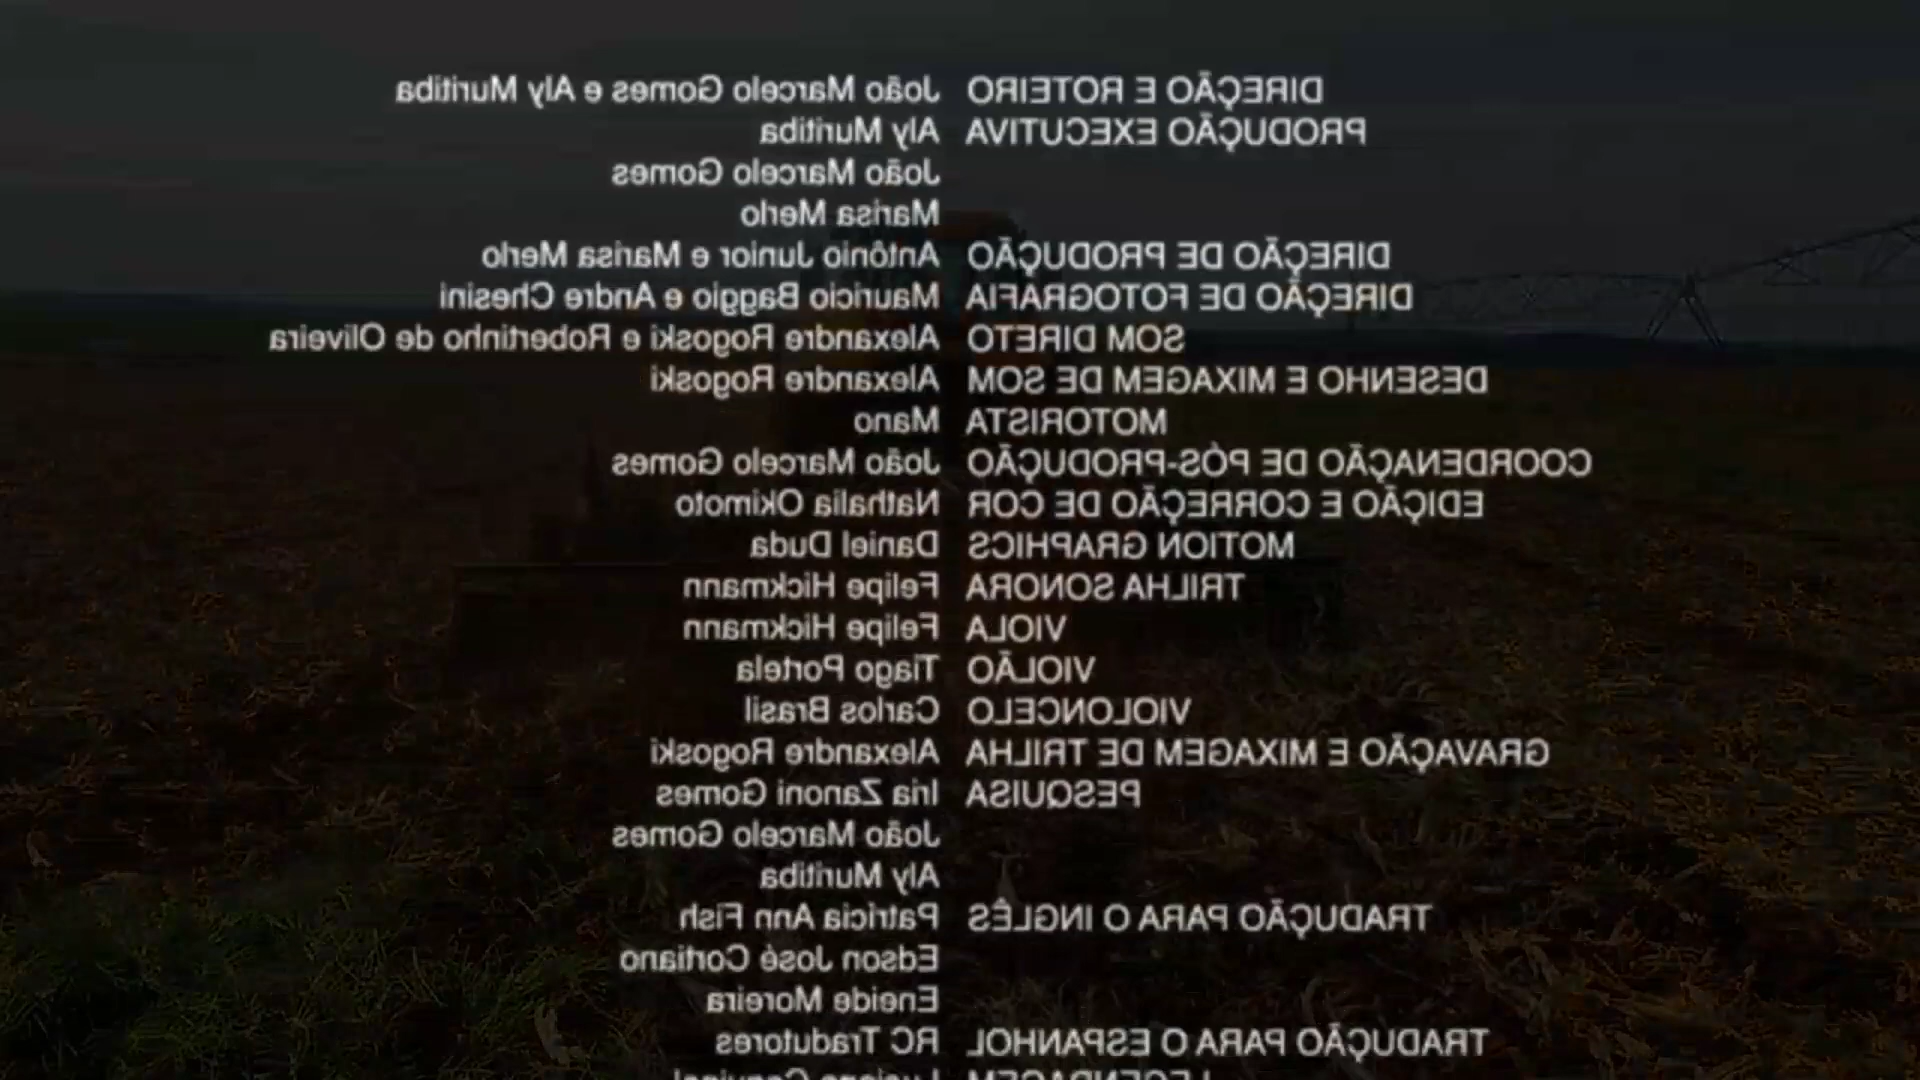 DIREÇÃO E ROTEIRO João Marcelo Gomes e Aly Muritiba
PRODUÇÃO EXECUTIVA Aly Muritiba
João Marcelo Gomes
Marisa Merlo
DIREÇÃO DE PRODUÇÃO Antônio Junior e Marisa Merlo
DIREÇÃO DE FOTOGRAFIA Mauricio Baggio e Andre Chesini
SOM DIRETO Alexandre Rogoski e Robertinho de Oliveira
DESENHO E MIXAGEM DE SOM Alexandre Rogoski
MOTORISTA Mano
COORDENAÇÃO DE PÓS-PRODUÇÃO João Marcelo Gomes
EDIÇÃO E CORREÇÃO DE COR Nathalia Okimoto
MOTION GRAPHICS Daniel Duda
TRILHA SONORA Felipe Hickmann
VIOLA Felipe Hickmann
VIOLÃO Tiago Portela
VIOLONCELO Carlos Brasil
GRAVAÇÃO E MIXAGEM DE TRILHA Alexandre Rogoski
PESQUISA Iria Zanoni Gomes
João Marcelo Gomes
Aly Muritiba
TRADUÇÃO PARA O INGLÊS Patrícia Ann Fish
Edson José Cortiano
Eneide Moreira
TRADUÇÃO PARA O ESPANHOL RC Tradutores
LEGENDAGEM